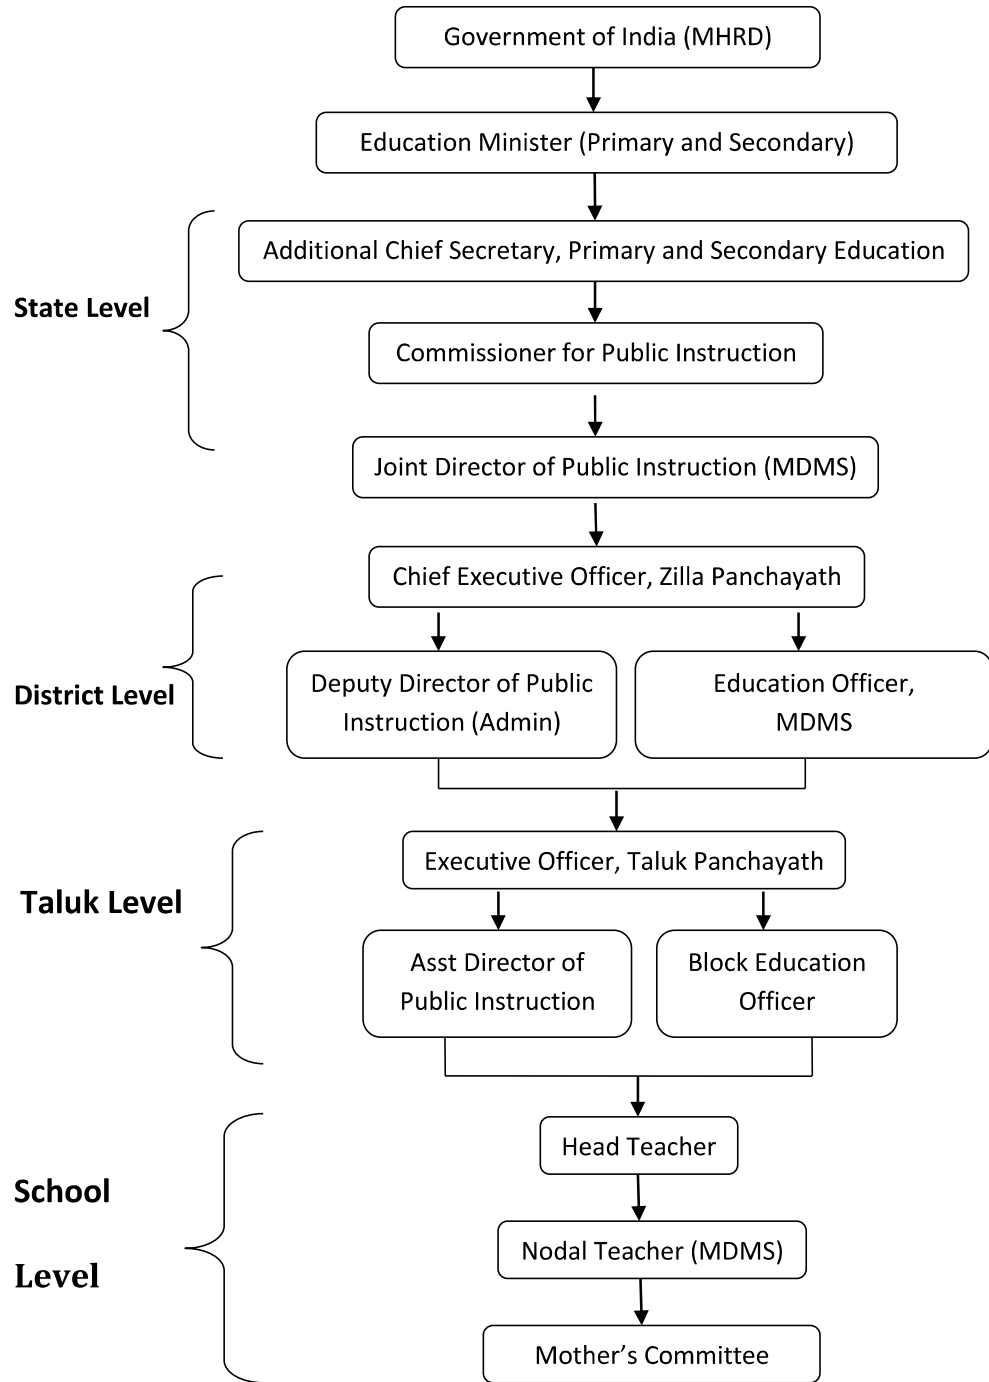 Government of India (MHRD)
Education Minister (Primary and Secondary)
Additional Chief Secretary, Primary and Secondary Education
State Level
Commissioner for Public Instruction
Joint Director of Public Instruction (MDMS)
Chief Executive Officer, Zilla Panchayath
District Level
Deputy Director of Public
Instruction (Admin)
Education Officer,
MDMS
Executive Officer, Taluk Panchayath
Taluk Level
Asst Director of
Public Instruction
Block Education
Officer
Head Teacher
School
Level
Nodal Teacher (MDMS)
Mother’s Committee